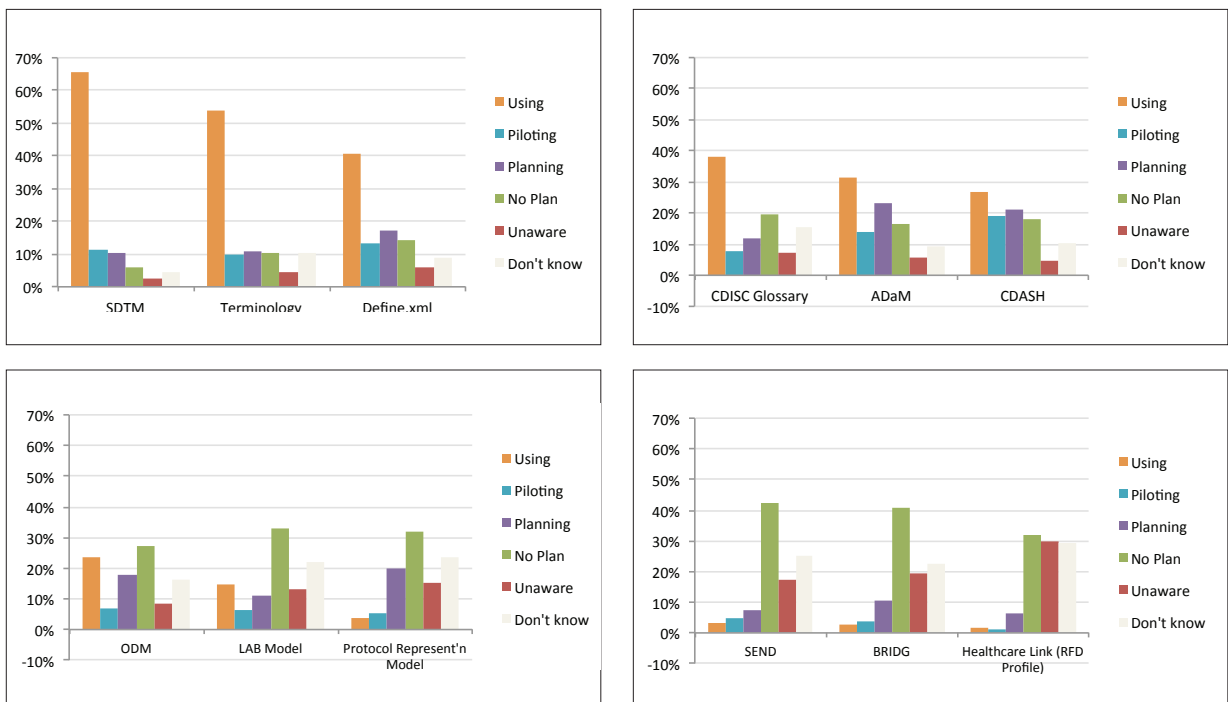 70%
60%
50%
40%
30%
20%
10%
0%
SDTM
Terminology
Define.xml
Using
Piloting
Planning
No Plan
Unaware
Don't know
70%
60%
50%
40%
30%
20%
10%
0%
-10%
CDISC Glossary
ADaM
CDASH
Using
Piloting
Planning
No Plan
Unaware
Don't know
70%
60%
50%
40%
30%
20%
10%
0%
-10%
ODM
LAB Model
Protocol Represent'n
Model
Using
Piloting
Planning
No Plan
Unaware
Don't know
70%
60%
50%
40%
30%
20%
10%
0%
-10%
SEND
BRIDG
Healthcare Link (RFD
Profile)
Using
Piloting
Planning
No Plan
Unaware
Don't know